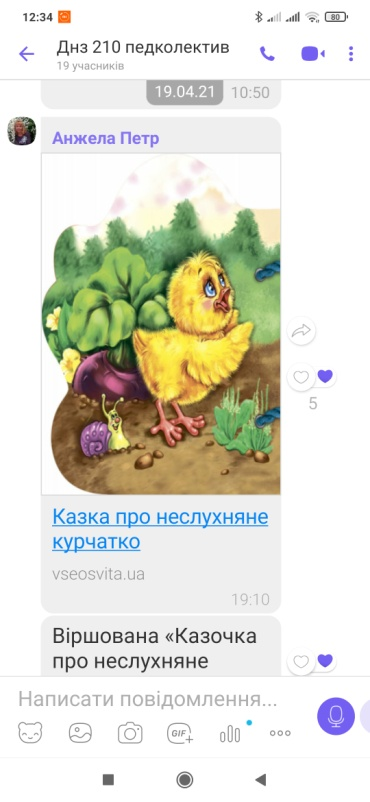 12:34
80
Днз 210 педколектив
19 учасників
19.04.21 10:50
Анжела Петр
5
Казка про неслухняне
курчатко
vseosvita.ua
19:10
Віршована «Казочка
про неслухняне
Написати повідомлення...
GIF